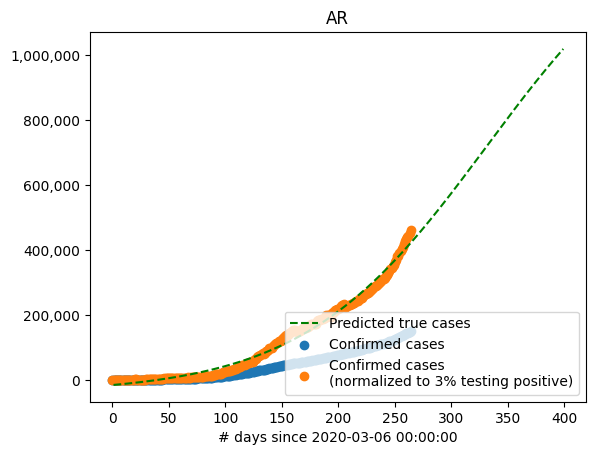 AR
1,000,000
800,000
600,000
400,000
200,000
0
Predicted true cases
Confirmed cases
Confirmed cases
(normalized to 3% testing positive)
0 50 100 150 200 250 300 350 400
# days since 2020-03-06 00:00:00